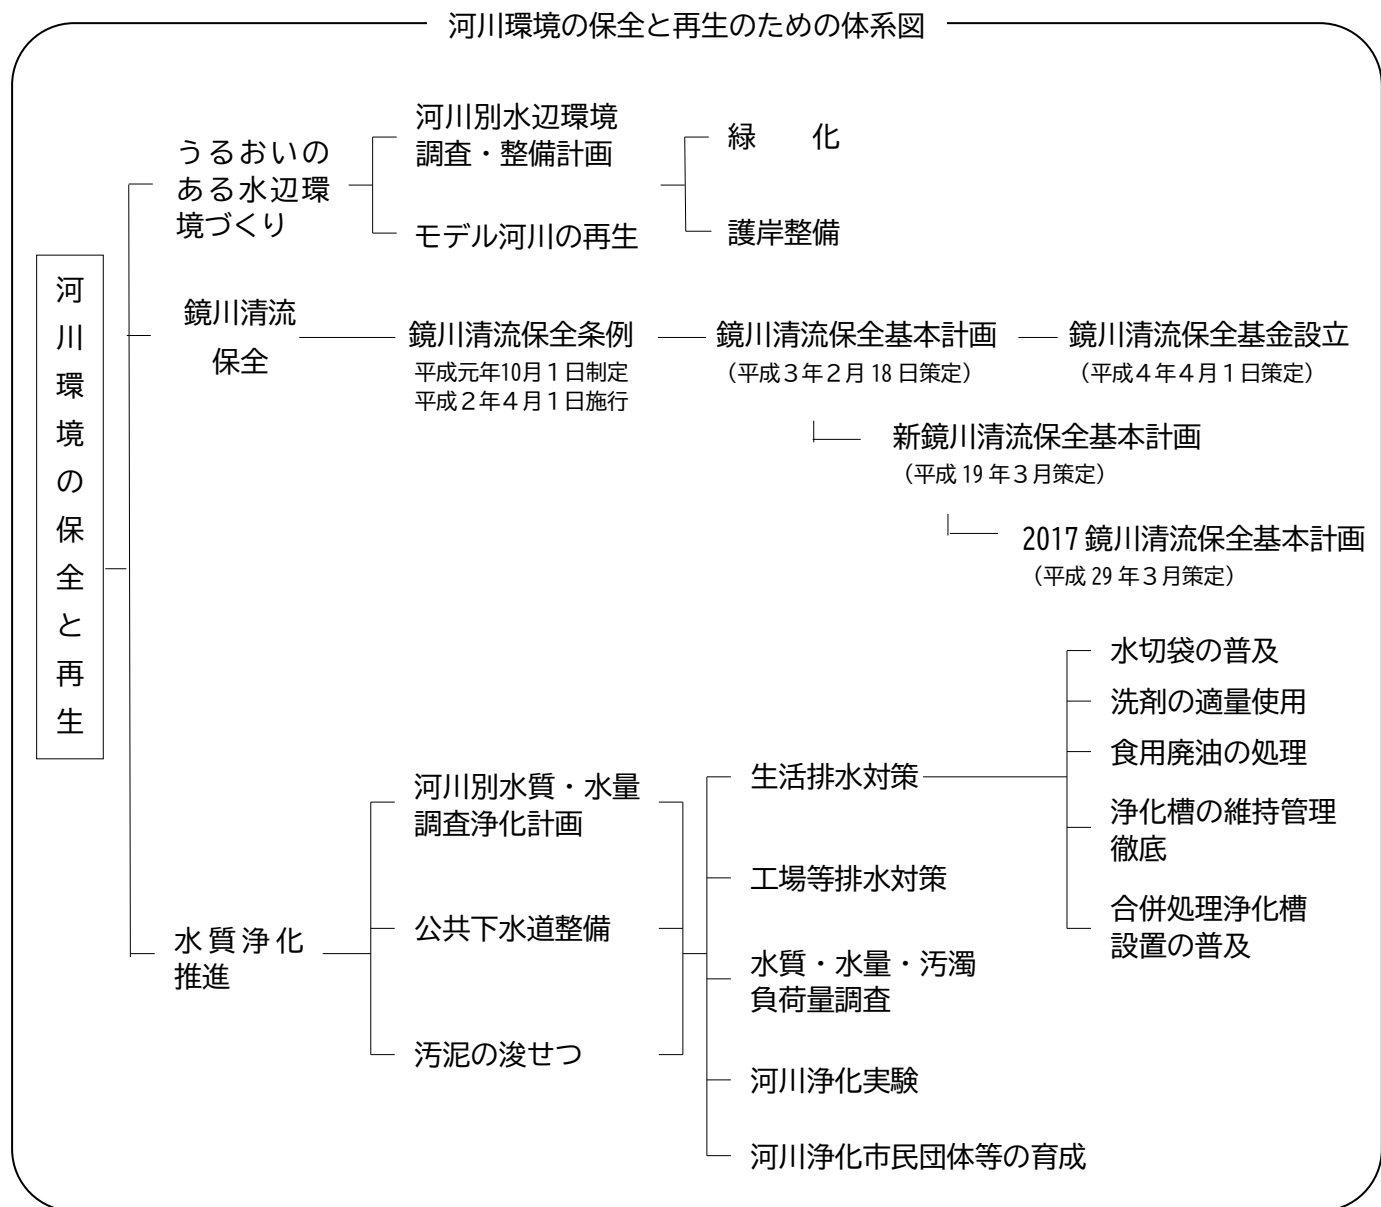 河川環境の保全と再生のための体系図
河川環境の保全と再生
うるおいの
ある水辺環
境づくり
河川別水辺環境
調査・整備計画
モデル河川の再生
緑　　化
護岸整備
鏡川清流
保全
鏡川清流保全条例
平成元年10月１日制定
平成２年４月１日施行
鏡川清流保全基本計画
（平成３年２月18日策定）
鏡川清流保全基金設立
（平成４年４月１日策定）
新鏡川清流保全基本計画
（平成19年３月策定）
2017鏡川清流保全基本計画
（平成29年３月策定）
水質浄化
推進
河川別水質・水量
調査浄化計画
公共下水道整備
汚泥の浚せつ
生活排水対策
工場等排水対策
水質・水量・汚濁
負荷量調査
河川浄化実験
河川浄化市民団体等の育成
水切袋の普及
洗剤の適量使用
食用廃油の処理
浄化槽の維持管理
徹底
合併処理浄化槽
設置の普及